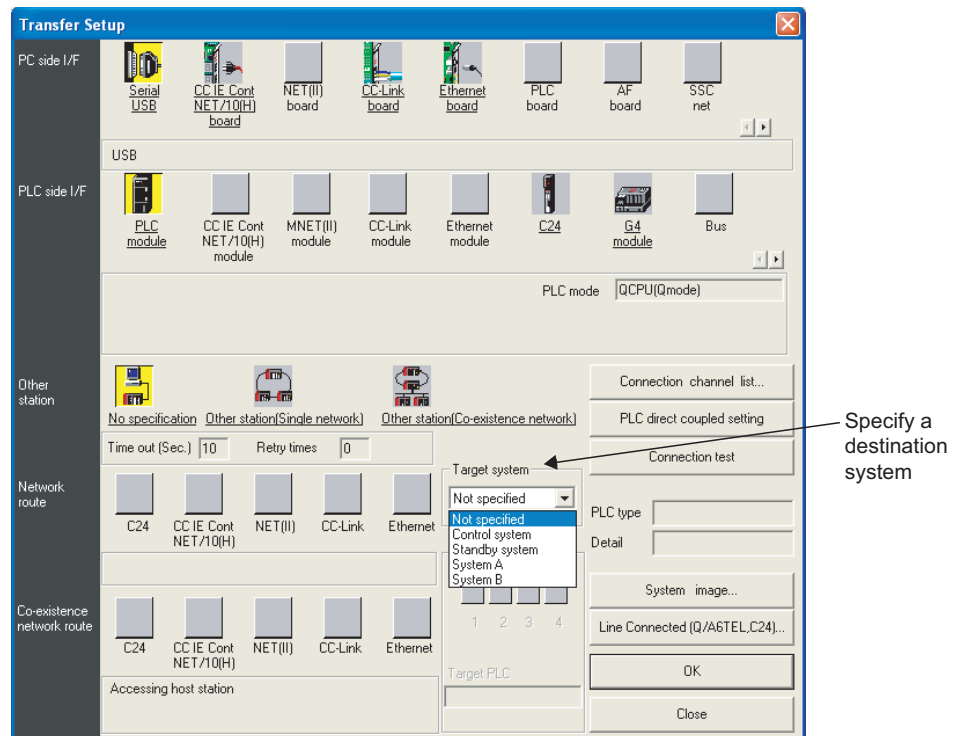 Transfer Setup
PC side I/F
Serial
USB
CC IE Cont
NET/10(H)
board
NET(II)
board
CC-Link
board
Ethernet
board
PLC
board
AF
board
SSC
net
USB
PLC side I/F
PLC
module
CC IE Cont
NET/10(H)
module
MNET(II)
module
CC-Link
module
Ethernet
module
C24
G4
module
Bus
PLC mode
QCPU(Qmode)
Other
station
No specification
Other station(Single network)
Other station(Co-existence network)
Time out (Sec.)
10
Retry times
0
Connection channel list...
PLC direct coupled setting
Connection test
Specify a
destination
system
Network
route
C24
CC IE Cont
NET/10(H)
NET(II)
CC-Link
Ethernet
Target system
Not specified
Not specified
Control system
Standby system
System A
System B
PLC type
Detail
System image...
Line Connected (Q/A6TEL,C24)...
OK
Close
Co-existence
network route
C24
CC IE Cont
NET/10(H)
NET(II)
CC-Link
Ethernet
1 2 3 4
Target PLC
Accessing host station